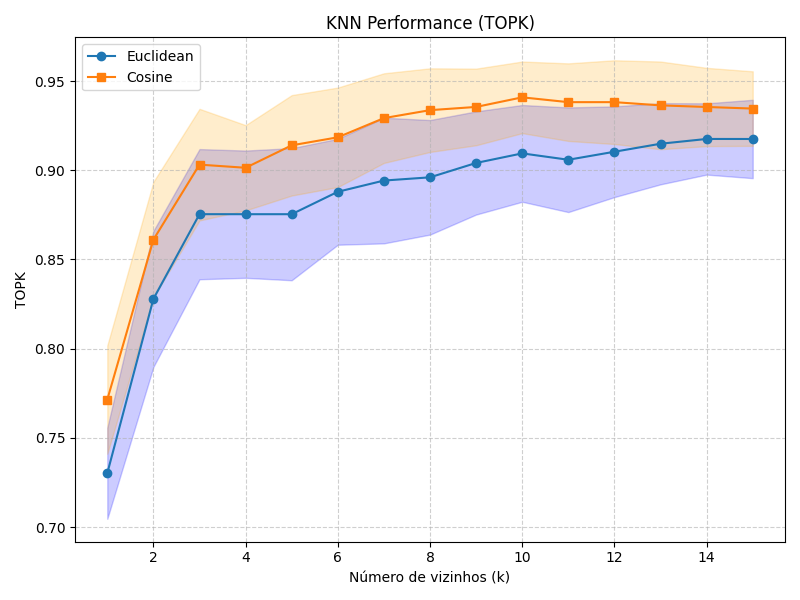 KNN Performance (TOPK)
Euclidean
Cosine
TOPK
0.95
0.90
0.85
0.80
0.75
0.70
2 4 6 8 10 12 14
Número de vizinhos (k)